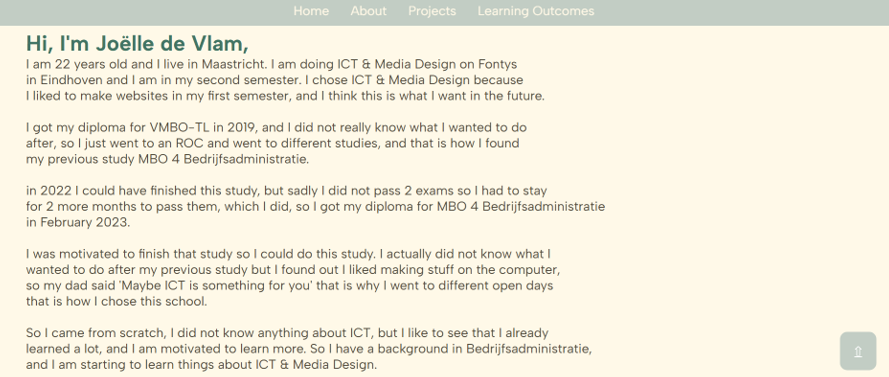 Home About Projects Learning Outcomes
Hi, I'm Joëlle de Vlam,
I am 22 years old and I live in Maastricht. I am doing ICT & Media Design on Fontys
in Eindhoven and I am in my second semester. I chose ICT & Media Design because
I liked to make websites in my first semester, and I think this is what I want in the future.
I got my diploma for VMBO-TL in 2019, and I did not really know what I wanted to do
after, so I just went to an ROC and went to different studies, and that is how I found
my previous study MBO 4 Bedrijfsadministratie.
in 2022 I could have finished this study, but sadly I did not pass 2 exams so I had to stay
for 2 more months to pass them, which I did, so I got my diploma for MBO 4 Bedrijfsadministratie
in February 2023.
I was motivated to finish that study so I could do this study. I actually did not know what I
wanted to do after my previous study but I found out I liked making stuff on the computer,
so my dad said 'Maybe ICT is something for you' that is why I went to different open days
that is how I chose this school.
So I came from scratch, I did not know anything about ICT, but I like to see that I already
learned a lot, and I am motivated to learn more. So I have a background in Bedrijfsadministratie,
and I am starting to learn things about ICT & Media Design.
⇧